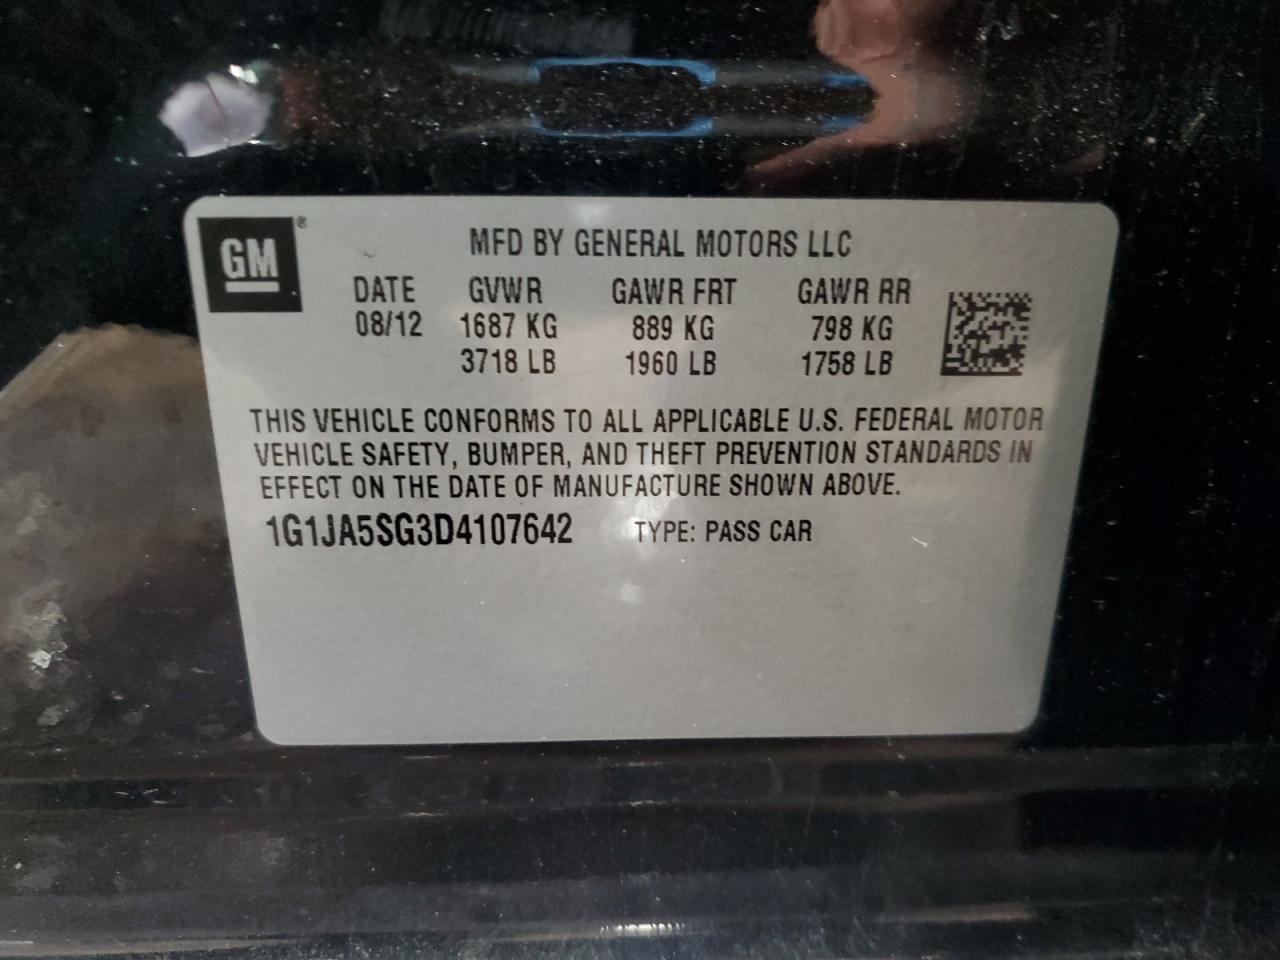 GM®
MFD BY GENERAL MOTORS LLC
DATE GVWR GAWR FRT GAWR RR
08/12 1687 KG 889 KG 798 KG
3718 LB 1960 LB 1758 LB
THIS VEHICLE CONFORMS TO ALL APPLICABLE U.S. FEDERAL MOTOR
VEHICLE SAFETY, BUMPER, AND THEFT PREVENTION STANDARDS IN
EFFECT ON THE DATE OF MANUFACTURE SHOWN ABOVE.
1G1JA5SG3D4107642 TYPE: PASS CAR